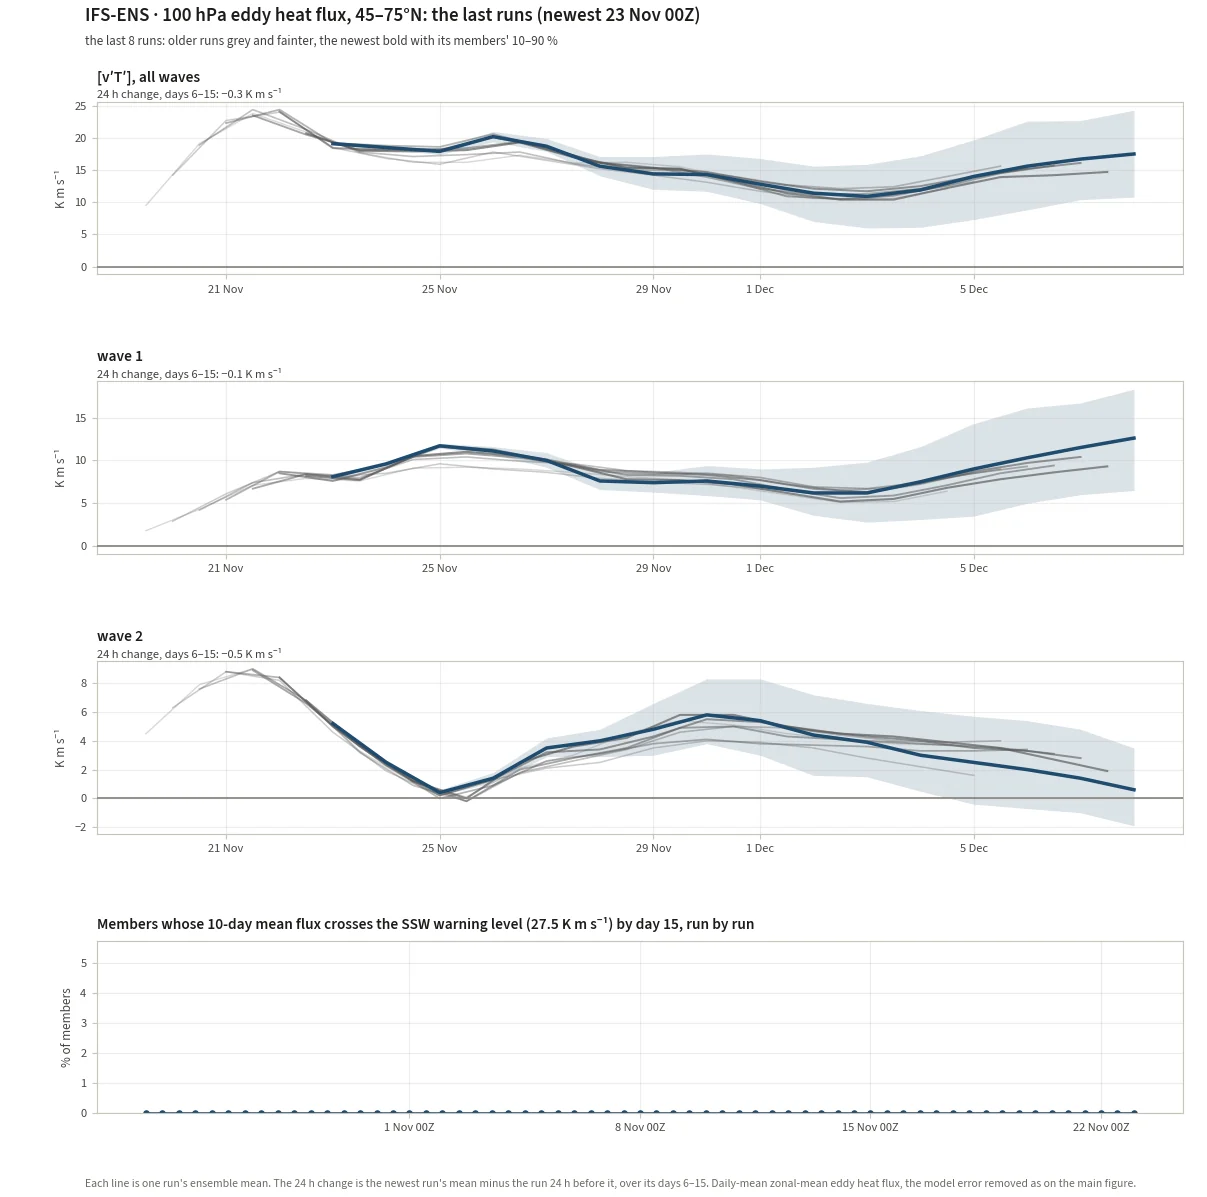 IFS-ENS · 100 hPa eddy heat flux, 45–75°N: the last runs (newest 23 Nov 00Z)
the last 8 runs: older runs grey and fainter, the newest bold with its members' 10–90 %
[v′T′], all waves
24 h change, days 6–15: −0.3 K m s⁻¹
25
20
15
10
5
0
K m s⁻¹
21 Nov
25 Nov
29 Nov
1 Dec
5 Dec
wave 1
24 h change, days 6–15: −0.1 K m s⁻¹
15
10
5
0
K m s⁻¹
21 Nov
25 Nov
29 Nov
1 Dec
5 Dec
wave 2
24 h change, days 6–15: −0.5 K m s⁻¹
8
6
4
2
0
−2
K m s⁻¹
21 Nov
25 Nov
29 Nov
1 Dec
5 Dec
Members whose 10-day mean flux crosses the SSW warning level (27.5 K m s⁻¹) by day 15, run by run
5
4
3
2
1
0
% of members
1 Nov 00Z
8 Nov 00Z
15 Nov 00Z
22 Nov 00Z
Each line is one run's ensemble mean. The 24 h change is the newest run's mean minus the run 24 h before it, over its days 6–15. Daily-mean zonal-mean eddy heat flux, the model error removed as on the main figure.